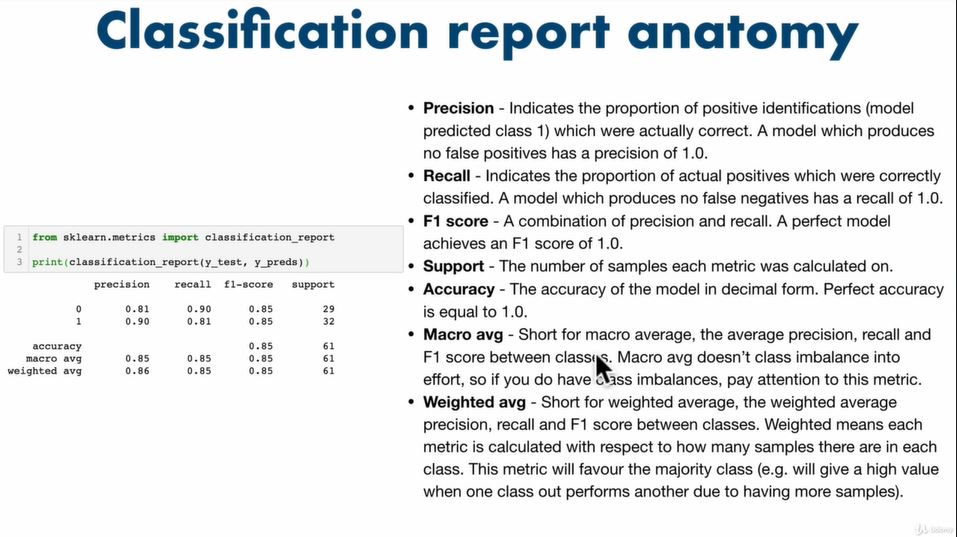 Classification report anatomy
• Precision - Indicates the proportion of positive identifications (model
predicted class 1) which were actually correct. A model which produces
no false positives has a precision of 1.0.
• Recall - Indicates the proportion of actual positives which were correctly
classified. A model which produces no false negatives has a recall of 1.0.
• F1 score - A combination of precision and recall. A perfect model
achieves an F1 score of 1.0.
• Support - The number of samples each metric was calculated on.
• Accuracy - The accuracy of the model in decimal form. Perfect accuracy
is equal to 1.0.
• Macro avg - Short for macro average, the average precision, recall and
F1 score between classes. Macro avg doesn’t class imbalance into
effort, so if you do have class imbalances, pay attention to this metric.
• Weighted avg - Short for weighted average, the weighted average
precision, recall and F1 score between classes. Weighted means each
metric is calculated with respect to how many samples there are in each
class. This metric will favour the majority class (e.g. will give a high value
when one class out performs another due to having more samples).
1 from sklearn.metrics import classification_report
2
3 print(classification_report(y_test, y_preds))
precision recall f1-score support
0 0.81 0.90 0.85 29
1 0.90 0.81 0.85 32
accuracy 0.85 61
macro avg 0.85 0.85 0.85 61
weighted avg 0.86 0.85 0.85 61
Udemy